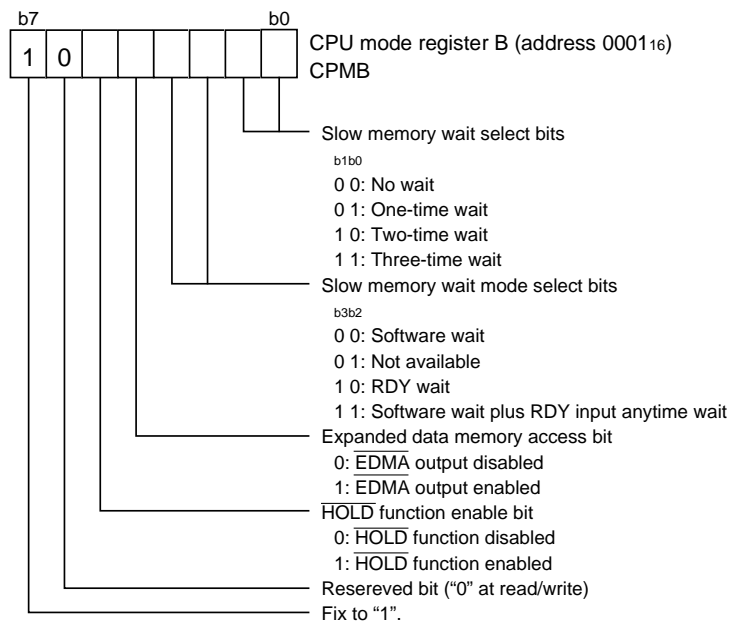 b7 b0
1 0
CPU mode register B (address 0001₁₆)
CPMB
Slow memory wait select bits
b1b0
0 0: No wait
0 1: One-time wait
1 0: Two-time wait
1 1: Three-time wait
Slow memory wait mode select bits
b3b2
0 0: Software wait
0 1: Not available
1 0: RDY wait
1 1: Software wait plus RDY input anytime wait
Expanded data memory access bit
0: EDMA output disabled
1: EDMA output enabled
HOLD function enable bit
0: HOLD function disabled
1: HOLD function enabled
Resereved bit (“0” at read/write)
Fix to “1”.